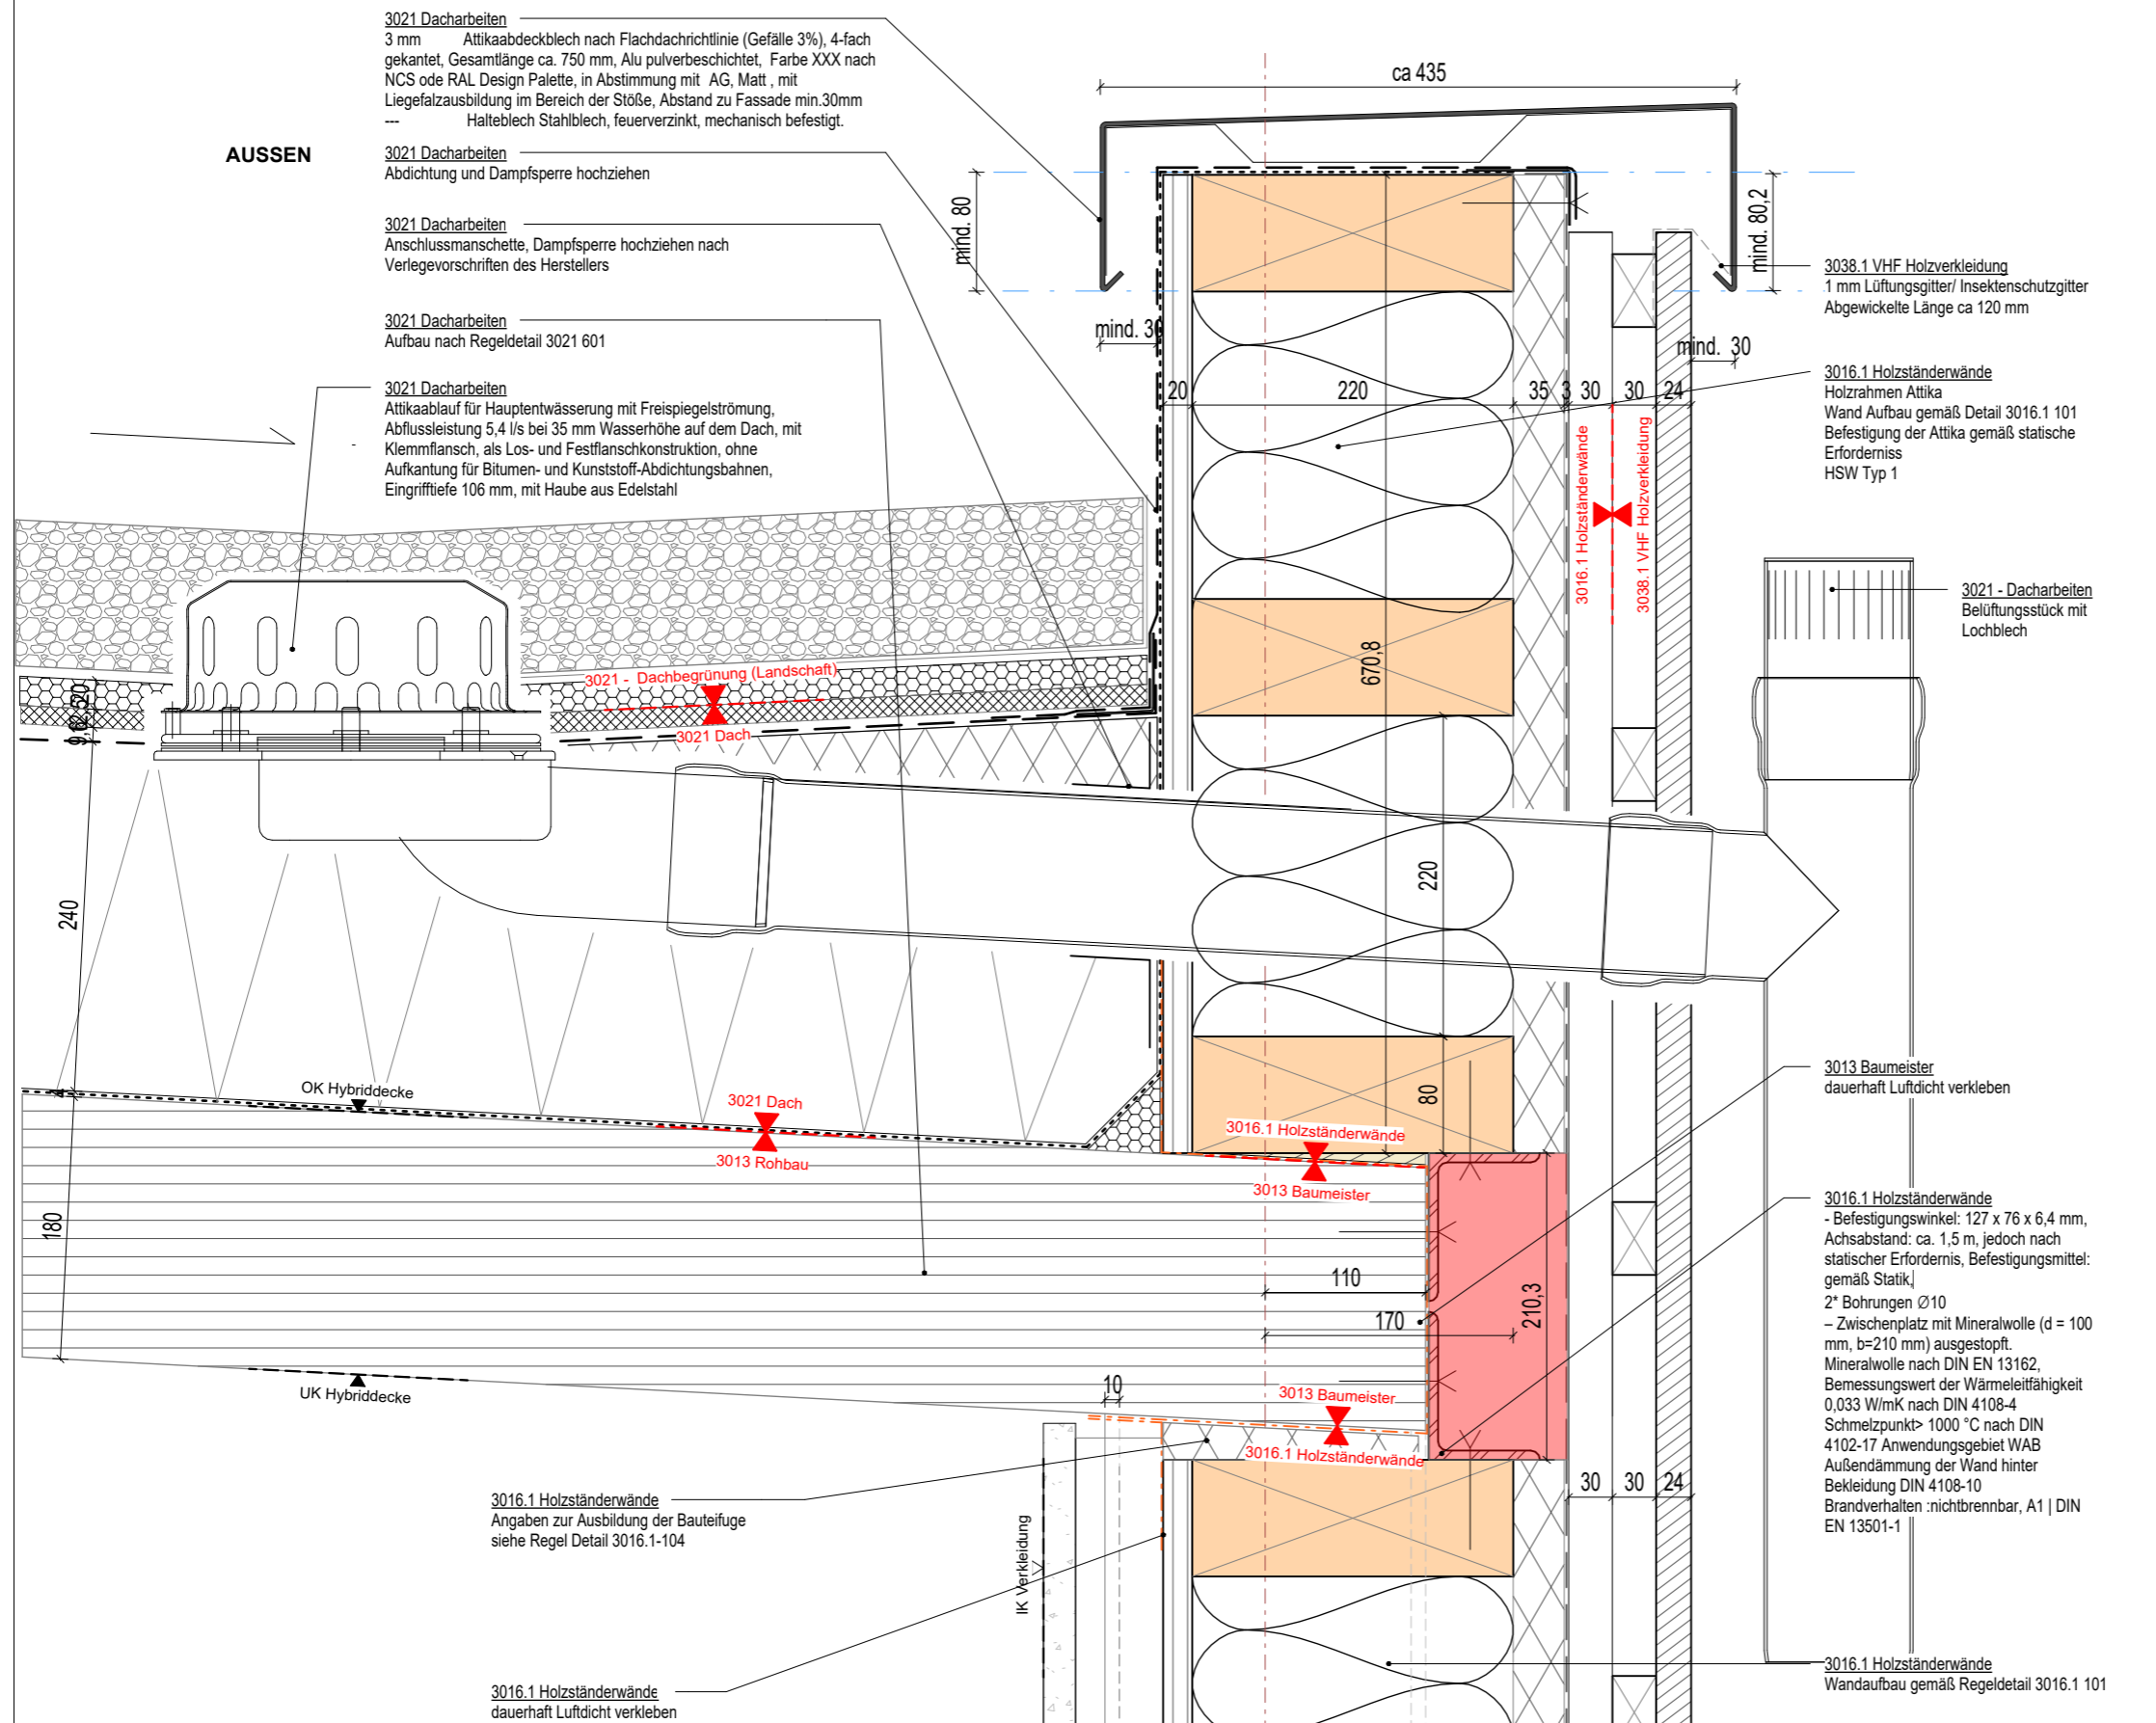 3021 Dacharbeiten
3 mm Attikaabdeckblech nach Flachdachrichtlinie (Gefälle 3%), 4-fach
gekantet, Gesamtlänge ca. 750 mm, Alu pulverbeschichtet, Farbe XXX nach
NCS ode RAL Design Palette, in Abstimmung mit AG, Matt , mit
Liegefalzausbildung im Bereich der Stöße, Abstand zu Fassade min.30mm
--- Halteblech Stahlblech, feuerverzinkt, mechanisch befestigt.
AUSSEN
3021 Dacharbeiten
Abdichtung und Dampfsperre hochziehen
3021 Dacharbeiten
Anschlussmanschette, Dampfsperre hochziehen nach
Verlegevorschriften des Herstellers
3021 Dacharbeiten
Aufbau nach Regeldetail 3021 601
3021 Dacharbeiten
Attikaablauf für Hauptentwässerung mit Freispiegelströmung,
Abflussleistung 5,4 l/s bei 35 mm Wasserhöhe auf dem Dach, mit
Klemmflansch, als Los- und Festflanschkonstruktion, ohne
Aufkantung für Bitumen- und Kunststoff-Abdichtungsbahnen,
Eingrifftiefe 106 mm, mit Haube aus Edelstahl
ca 435
mind. 80
mind. 80,2
mind. 30
mind. 30
20
220
35
3
30
30
24
3016.1 Holzständerwände
3038.1 VHF Holzverkleidung
670,8
220
80
3038.1 VHF Holzverkleidung
1 mm Lüftungsgitter/ Insektenschutzgitter
Abgewickelte Länge ca 120 mm
3016.1 Holzständerwände
Holzrahmen Attika
Wand Aufbau gemäß Detail 3016.1 101
Befestigung der Attika gemäß statische
Erforderniss
HSW Typ 1
3021 - Dacharbeiten
Belüftungsstück mit
Lochblech
3021 - Dachbegrünung (Landschaft)
3021 Dach
240
OK Hybriddecke
3021 Dach
3013 Rohbau
180
UK Hybriddecke
3016.1 Holzständerwände
3013 Baumeister
110
170
210,3
10
3013 Baumeister
3016.1 Holzständerwände
30
30
24
IK Verkleidung
3013 Baumeister
dauerhaft Luftdicht verkleben
3016.1 Holzständerwände
- Befestigungswinkel: 127 x 76 x 6,4 mm,
Achsabstand: ca. 1,5 m, jedoch nach
statischer Erfordernis, Befestigungsmittel:
gemäß Statik,
2* Bohrungen ∅10
– Zwischenplatz mit Mineralwolle (d = 100
mm, b=210 mm) ausgestopft.
Mineralwolle nach DIN EN 13162,
Bemessungswert der Wärmeleitfähigkeit
0,033 W/mK nach DIN 4108-4
Schmelzpunkt> 1000 °C nach DIN
4102-17 Anwendungsgebiet WAB
Außendämmung der Wand hinter
Bekleidung DIN 4108-10
Brandverhalten :nichtbrennbar, A1 | DIN
EN 13501-1
3016.1 Holzständerwände
Angaben zur Ausbildung der Bauteifuge
siehe Regel Detail 3016.1-104
3016.1 Holzständerwände
dauerhaft Luftdicht verkleben
3016.1 Holzständerwände
Wandaufbau gemäß Regeldetail 3016.1 101